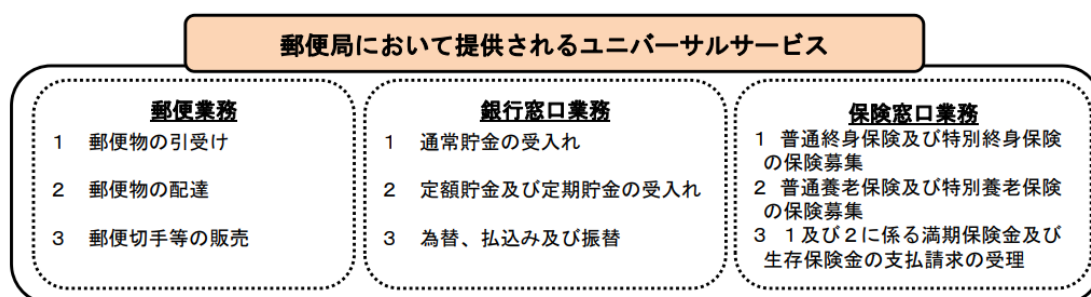 郵便局において提供されるユニバーサルサービス
郵便業務
1 郵便物の引受け
2 郵便物の配達
3 郵便切手等の販売
銀行窓口業務
1 通常貯金の受入れ
2 定額貯金及び定期貯金の受入れ
3 為替、払込み及び振替
保険窓口業務
1 普通終身保険及び特別終身保険
の保険募集
2 普通養老保険及び特別養老保険
の保険募集
3 1及び2に係る満期保険金及び
生存保険金の支払請求の受理